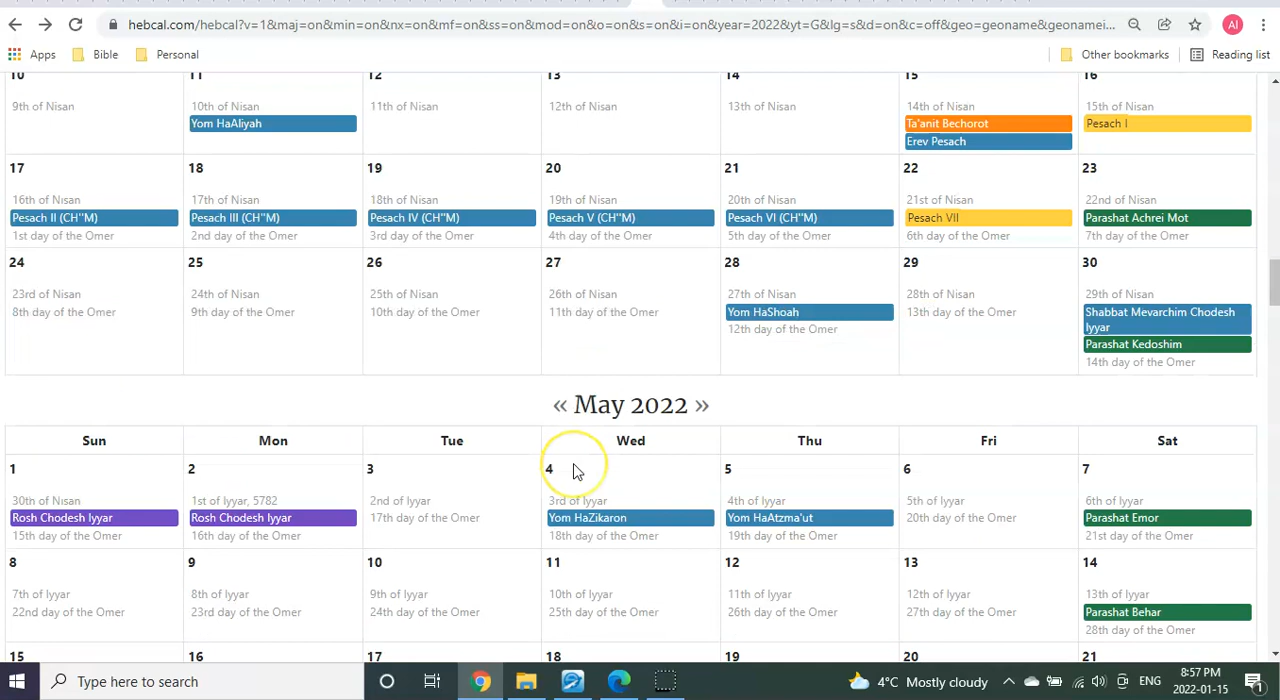 hebcal.com/hebcal?v=1&maj=on&min=on&nx=on&mf=on&ss=on&mod=on&o=on&s=on&i=on&year=2022&yt=G&lg=s&d=on&c=off&geo=geoname&geonamei... AI
Apps Bible Personal Other bookmarks Reading list
10 11 12 13 14 15 16
9th of Nisan 10th of Nisan 11th of Nisan 12th of Nisan 13th of Nisan 14th of Nisan 15th of Nisan
Yom HaAliyah Ta'anit Bechorot Pesach I
Erev Pesach
17 18 19 20 21 22 23
16th of Nisan 17th of Nisan 18th of Nisan 19th of Nisan 20th of Nisan 21st of Nisan 22nd of Nisan
Pesach II (CH''M) Pesach III (CH''M) Pesach IV (CH''M) Pesach V (CH''M) Pesach VI (CH''M) Pesach VII Parashat Achrei Mot
1st day of the Omer 2nd day of the Omer 3rd day of the Omer 4th day of the Omer 5th day of the Omer 6th day of the Omer 7th day of the Omer
24 25 26 27 28 29 30
23rd of Nisan 24th of Nisan 25th of Nisan 26th of Nisan 27th of Nisan 28th of Nisan 29th of Nisan
8th day of the Omer 9th day of the Omer 10th day of the Omer 11th day of the Omer Yom HaShoah 13th day of the Omer Shabbat Mevarchim Chodesh
12th day of the Omer Iyyar
Parashat Kedoshim
14th day of the Omer
« May 2022 »
Sun Mon Tue Wed Thu Fri Sat
1 2 3 4 5 6 7
30th of Nisan 1st of Iyyar, 5782 2nd of Iyyar 3rd of Iyyar 4th of Iyyar 5th of Iyyar 6th of Iyyar
Rosh Chodesh Iyyar Rosh Chodesh Iyyar 17th day of the Omer Yom HaZikaron Yom HaAtzma'ut 20th day of the Omer Parashat Emor
15th day of the Omer 16th day of the Omer 18th day of the Omer 19th day of the Omer 21st day of the Omer
8 9 10 11 12 13 14
7th of Iyyar 8th of Iyyar 9th of Iyyar 10th of Iyyar 11th of Iyyar 12th of Iyyar 13th of Iyyar
22nd day of the Omer 23rd day of the Omer 24th day of the Omer 25th day of the Omer 26th day of the Omer 27th day of the Omer Parashat Behar
28th day of the Omer
15 16 17 18 19 20 21
Type here to search 4°C Mostly cloudy ENG 8:57 PM
2022-01-15 1